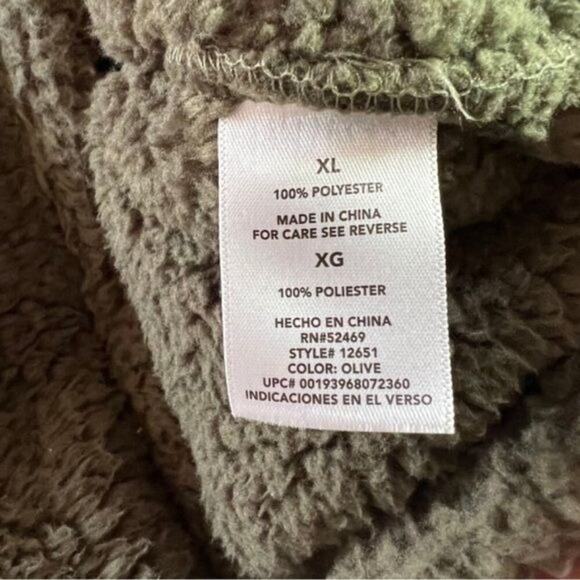 XL
100% POLYESTER
MADE IN CHINA
FOR CARE SEE REVERSE
XG
100% POLIESTER
HECHO EN CHINA
RN#52469
STYLE# 12651
COLOR: OLIVE
UPC# 00193968072360
INDICACIONES EN EL VERSO